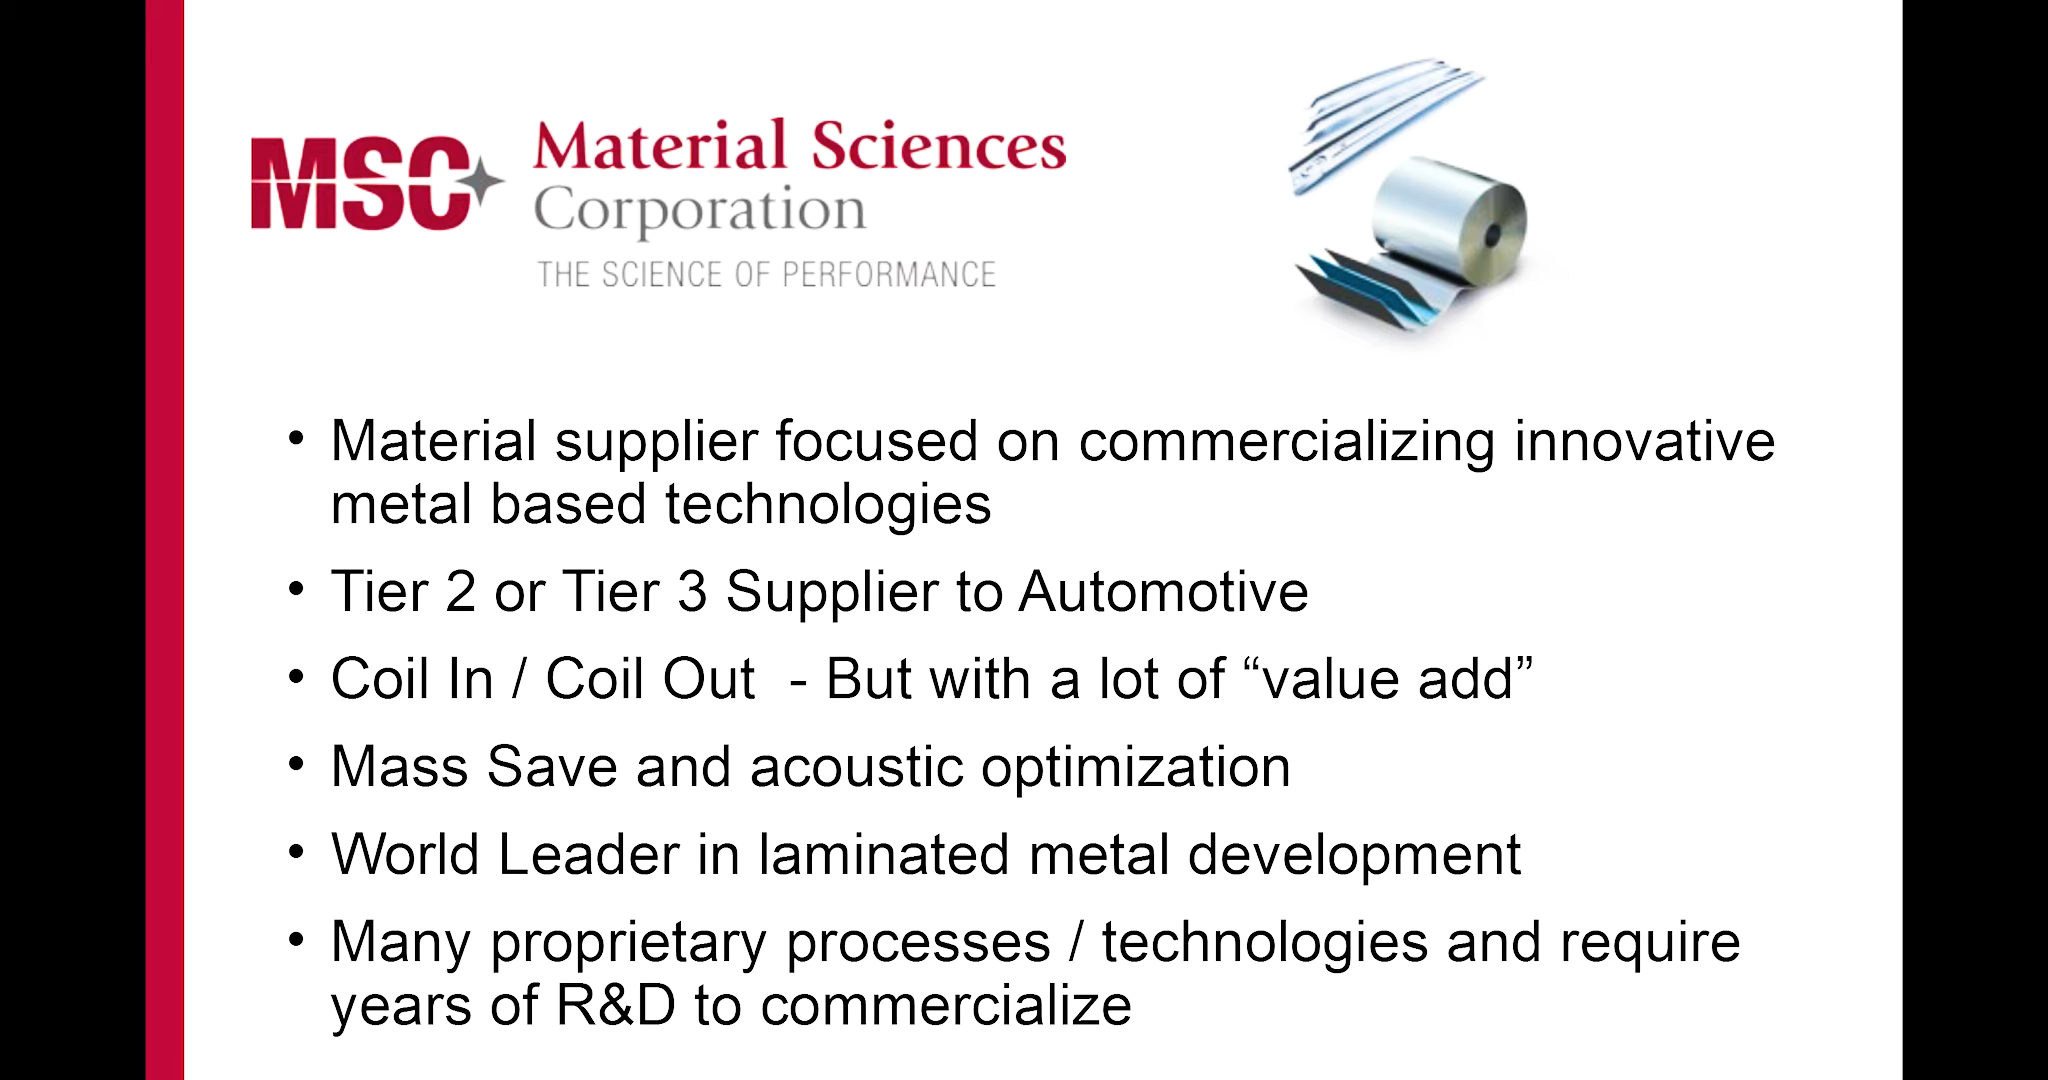 MSC
Material Sciences
Corporation
THE SCIENCE OF PERFORMANCE
• Material supplier focused on commercializing innovative
metal based technologies
• Tier 2 or Tier 3 Supplier to Automotive
• Coil In / Coil Out  - But with a lot of “value add”
• Mass Save and acoustic optimization
• World Leader in laminated metal development
• Many proprietary processes / technologies and require
years of R&D to commercialize